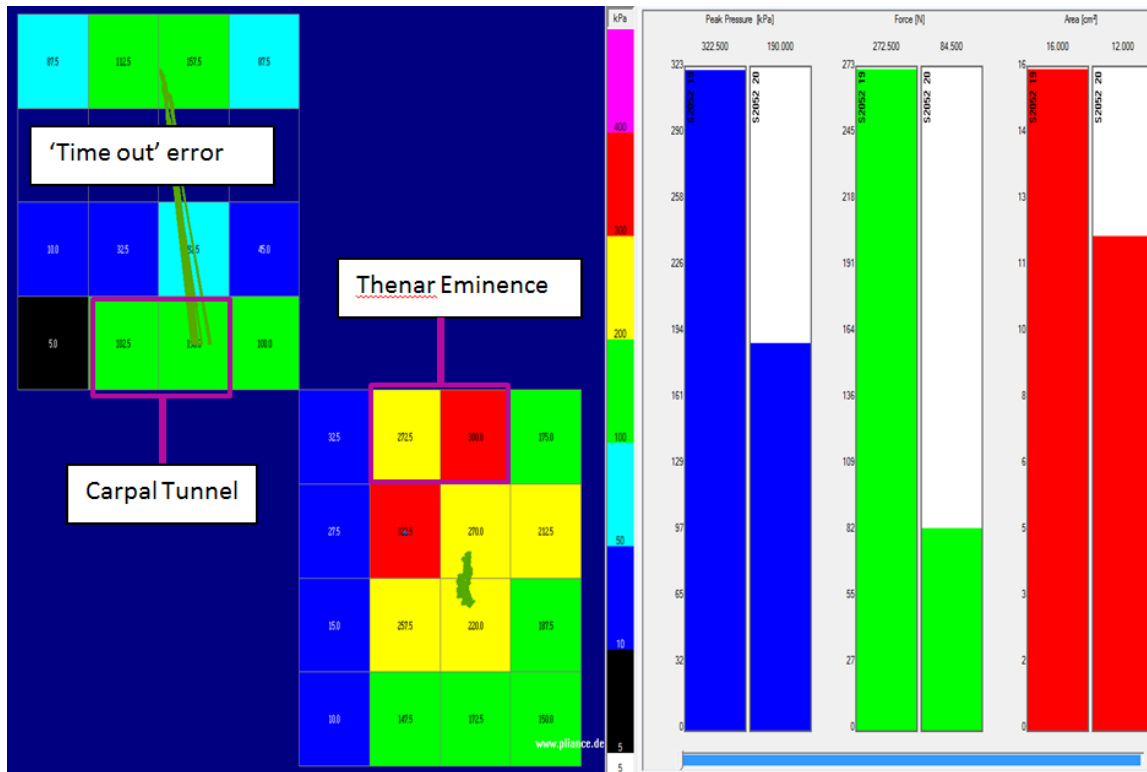 kPa
400
300
200
100
50
10
5
5
87.5 112.5 157.5 87.5
'Time out' error
10.0 32.5 45.0
5.0 100.0
Carpal Tunnel
Thenar Eminence
32.5 272.5 300.0 175.0
27.5 322.5 270.0 212.5
15.0 257.5 220.0 187.5
10.0 147.5 172.5 150.0
www.pliance.de
Peak Pressure [kPa] Force [N] Area [cm²]
322.500 190.000 272.500 84.500 16.000 12.000
323 273 16
290 245 14
258 218 13
226 191 11
194 164 10
161 136 8
129 109 6
97 82 5
65 55 3
32 27 2
0 0 0
S2052 19
S2052 20
S2052 19
S2052 20
S2052 19
S2052 20